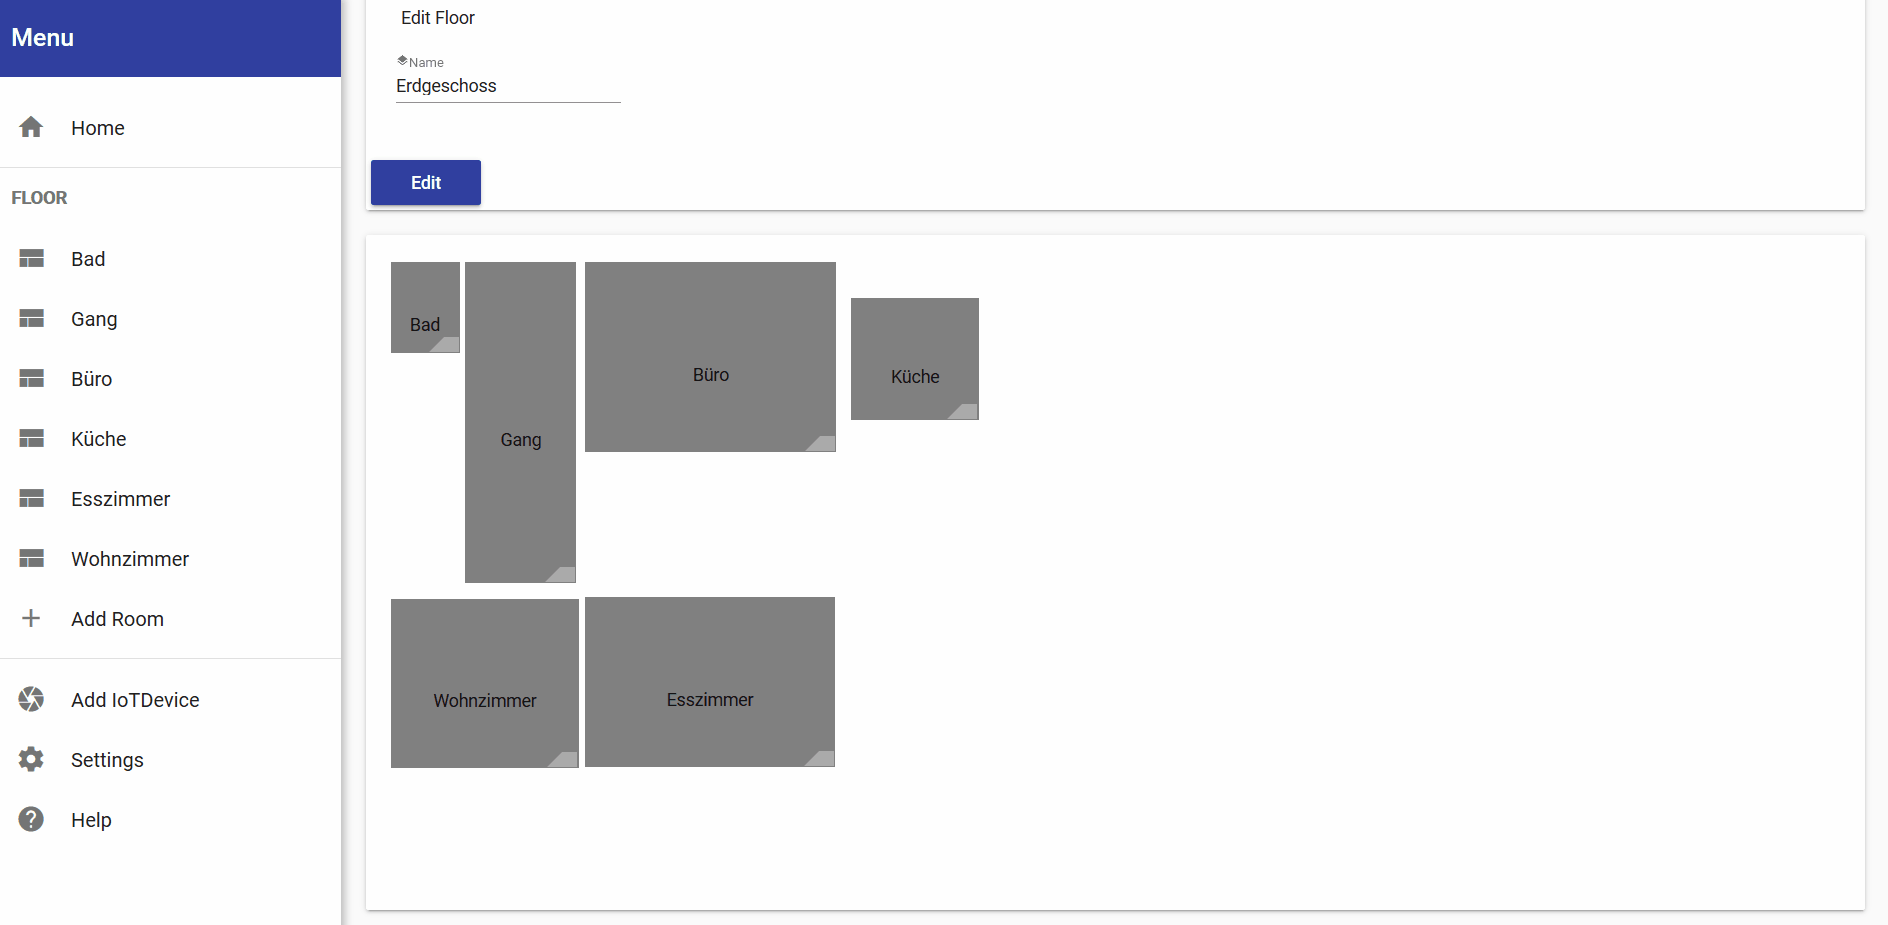 Menu
Home
FLOOR
Bad
Gang
Büro
Küche
Esszimmer
Wohnzimmer
Add Room
Add IoTDevice
Settings
Help
Edit Floor
Name
Erdgeschoss
Edit
Bad
Gang
Büro
Küche
Wohnzimmer
Esszimmer